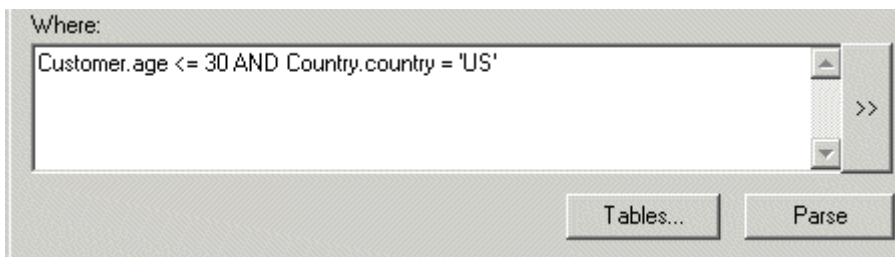 Where:
Customer.age <= 30 AND Country.country = 'US'
>>
Tables...
Parse